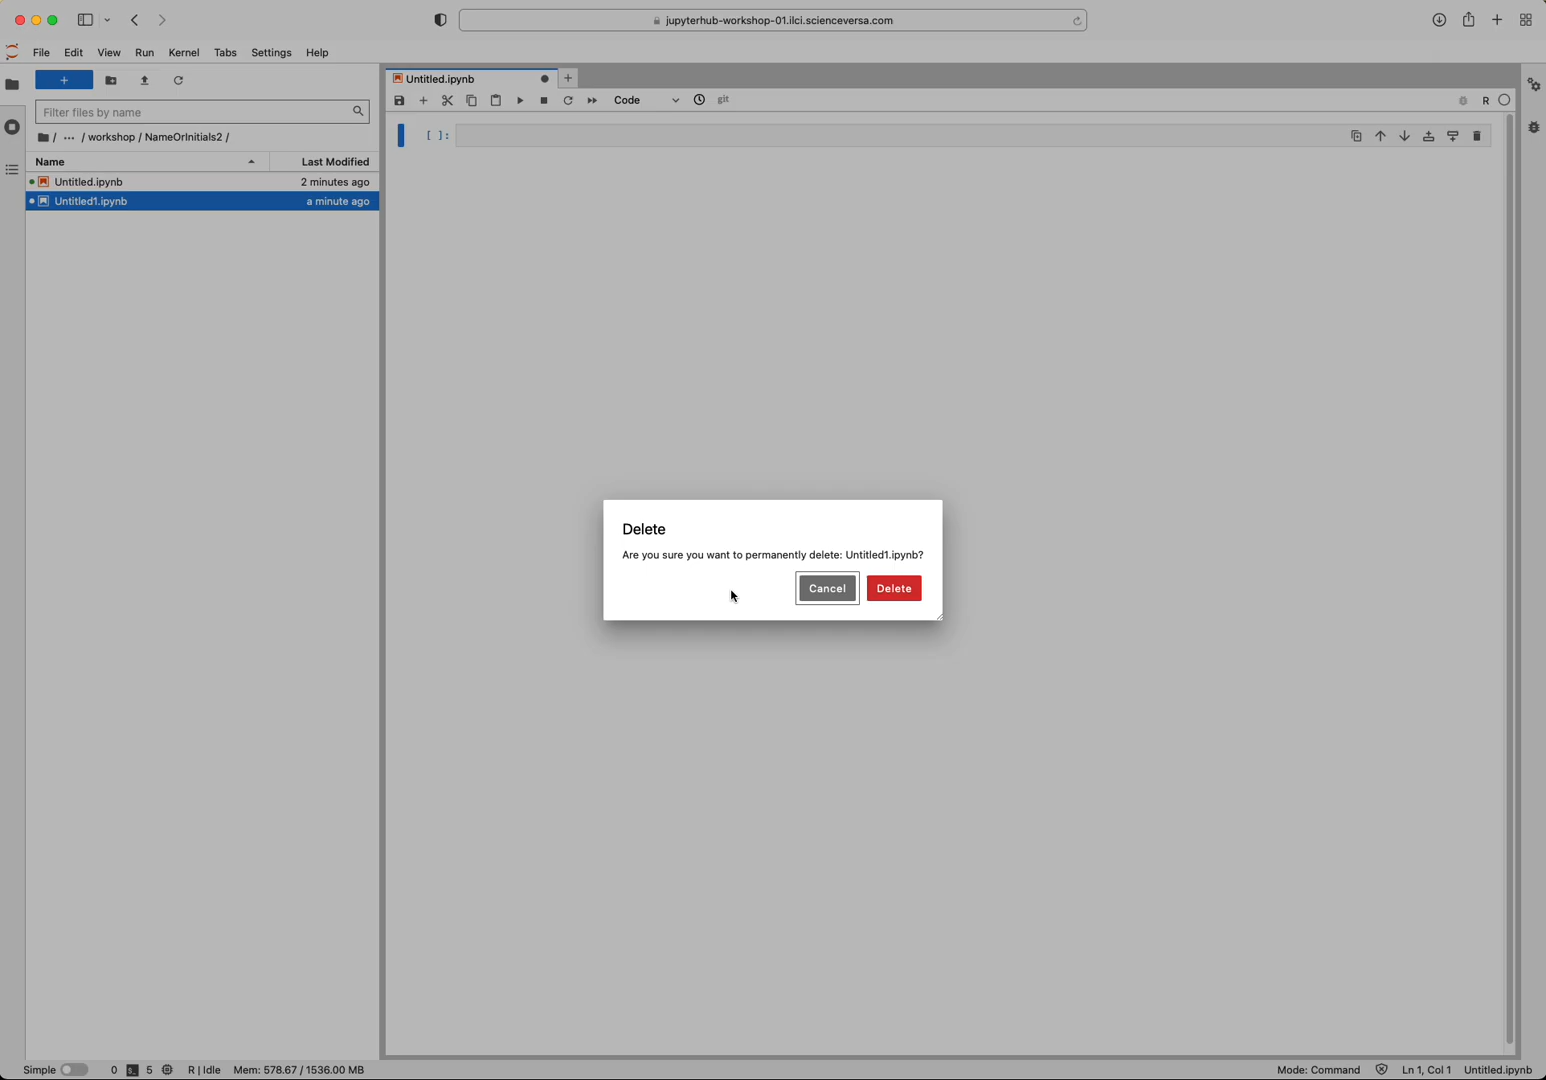 jupyterhub-workshop-01.ilci.scienceversa.com
File Edit View Run Kernel Tabs Settings Help
Untitled.ipynb
Code git R
Filter files by name
/ ... / workshop / NameOrInitials2 /
[ ]:
Name Last Modified
Untitled.ipynb 2 minutes ago
Untitled1.ipynb a minute ago
Delete
Are you sure you want to permanently delete: Untitled1.ipynb?
Cancel Delete
Simple 0 5 R | Idle Mem: 578.67 / 1536.00 MB Mode: Command Ln 1, Col 1 Untitled.ipynb